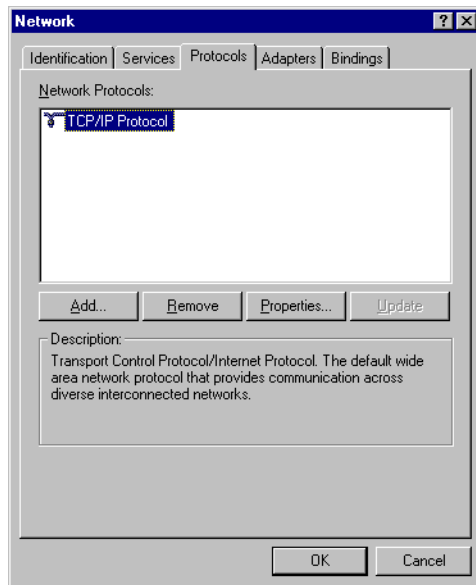 Network
Identification Services Protocols Adapters Bindings
Network Protocols:
TCP/IP Protocol
Add... Remove Properties... Update
Description:
Transport Control Protocol/Internet Protocol. The default wide
area network protocol that provides communication across
diverse interconnected networks.
OK Cancel